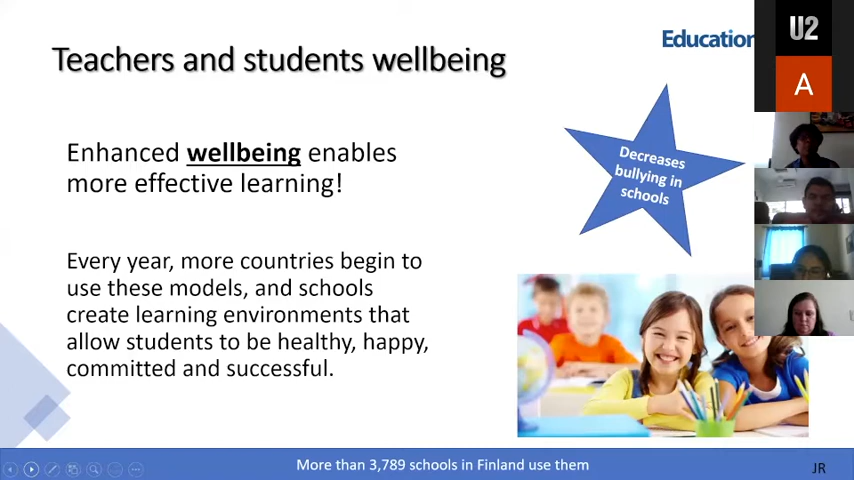 Teachers and students wellbeing
Education
U2
A
Enhanced wellbeing enables
more effective learning!
Decreases
bullying in
schools
Every year, more countries begin to
use these models, and schools
create learning environments that
allow students to be healthy, happy,
committed and successful.
More than 3,789 schools in Finland use them
JR